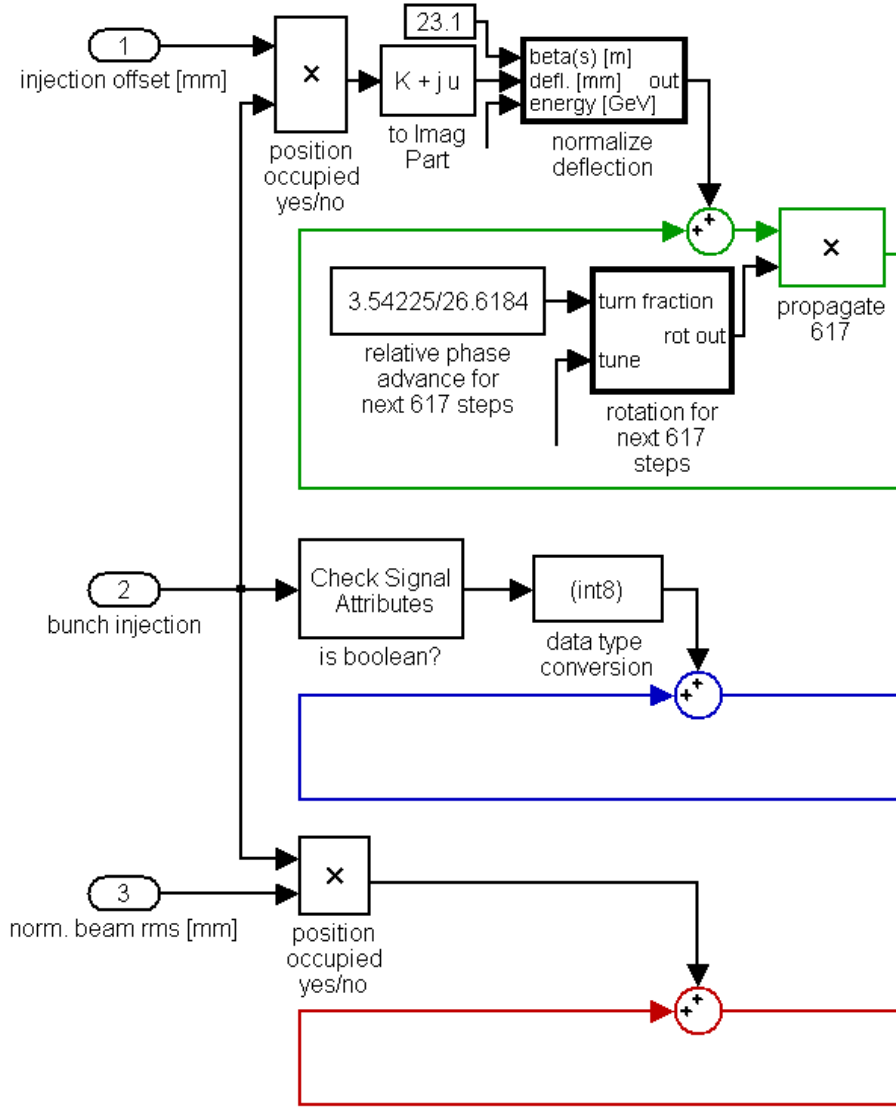 23.1
1
injection offset [mm]
×
position
occupied
yes/no
K + j u
to Imag
Part
beta(s) [m]
defl. [mm]
out
energy [GeV]
normalize
deflection
+
+
×
propagate
617
3.54225/26.6184
relative phase
advance for
next 617 steps
turn fraction
rot out
tune
rotation for
next 617
steps
2
bunch injection
Check Signal
Attributes
is boolean?
(int8)
data type
conversion
+
+
3
norm. beam rms [mm]
×
position
occupied
yes/no
+
+